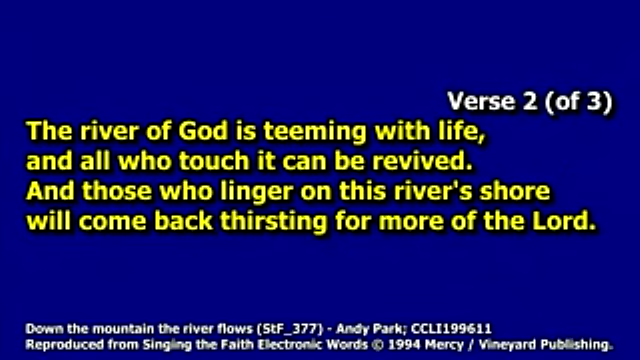 Verse 2 (of 3)
The river of God is teeming with life,
and all who touch it can be revived.
And those who linger on this river's shore
will come back thirsting for more of the Lord.
Down the mountain the river flows (StF_377) - Andy Park; CCLI199611
Reproduced from Singing the Faith Electronic Words © 1994 Mercy / Vineyard Publishing.